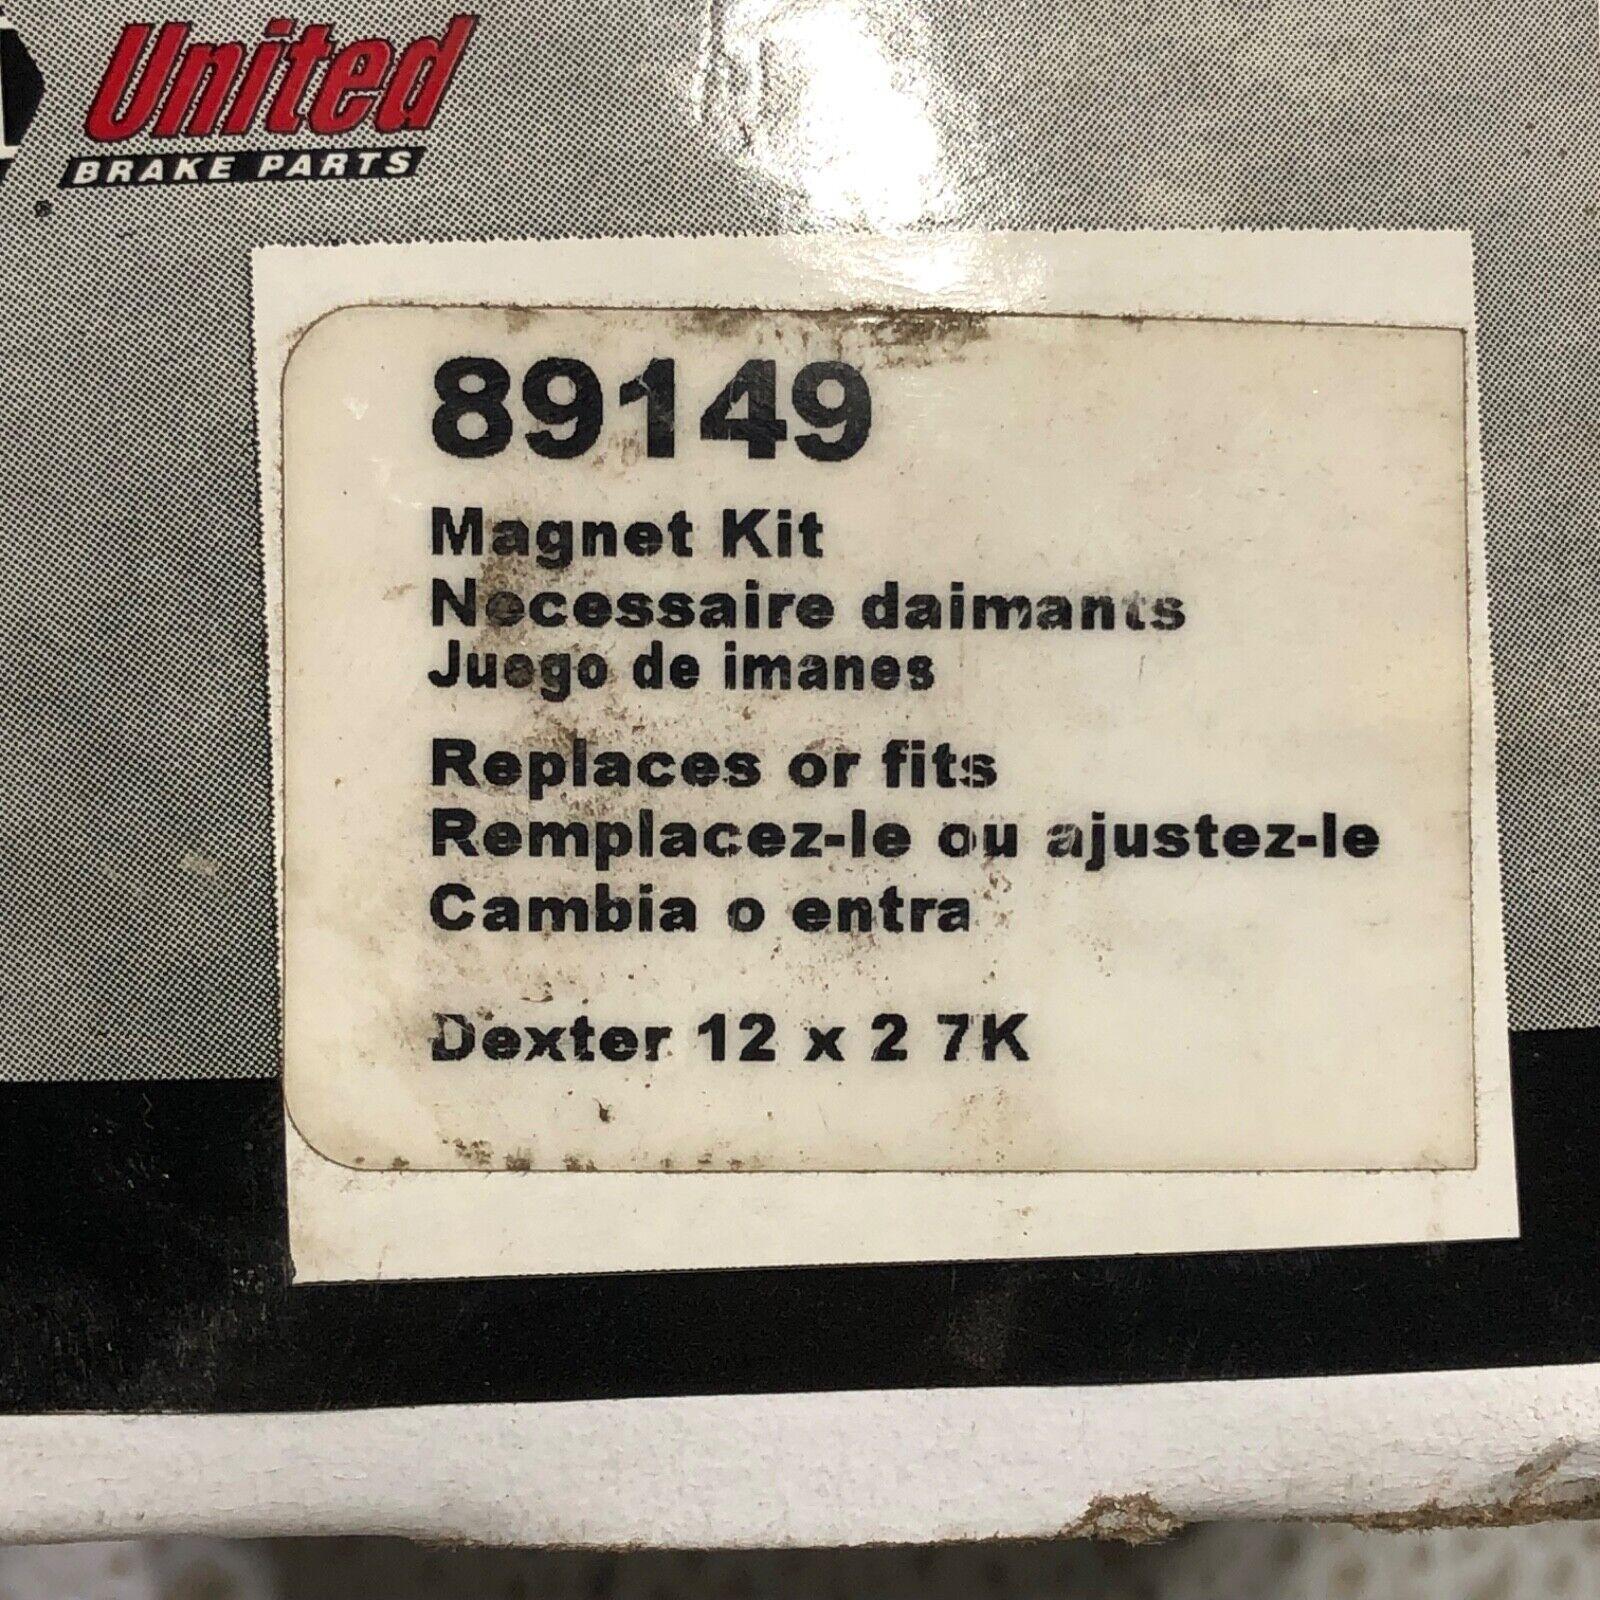 United
BRAKE PARTS
89149
Magnet Kit
Necessaire daimants
Juego de imanes
Replaces or fits
Remplacez-le ou ajustez-le
Cambia o entra
Dexter 12 x 2 7K